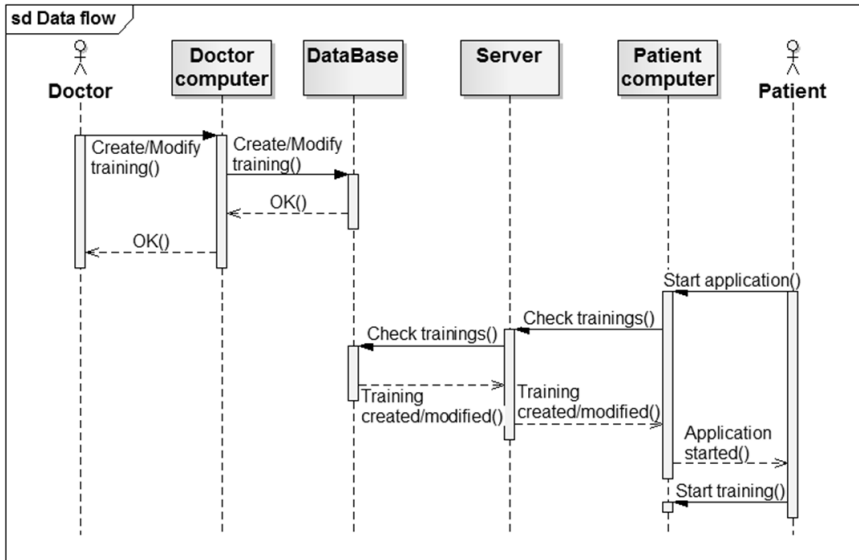 sd Data flow
Doctor
Doctor
computer
DataBase
Server
Patient
computer
Patient
Create/Modify
training()
Create/Modify
training()
OK()
OK()
Start application()
Check trainings()
Check trainings()
Training
created/modified()
Training
created/modified()
Application
started()
Start training()